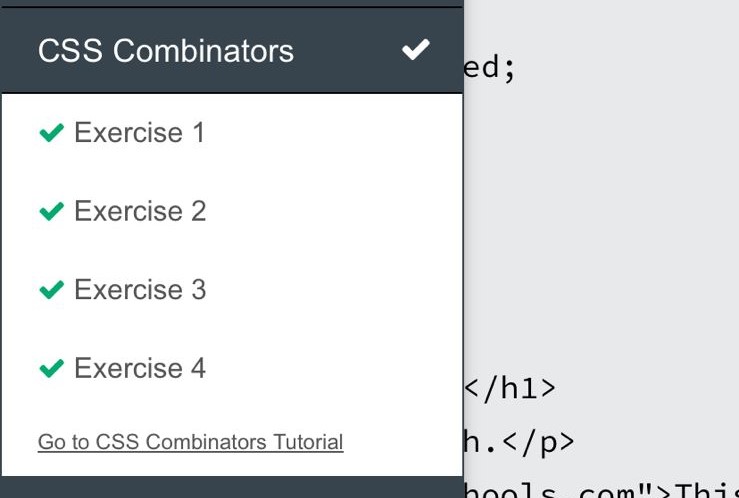 CSS Combinators
ed;
Exercise 1
Exercise 2
Exercise 3
Exercise 4
</h1>
Go to CSS Combinators Tutorial
h.</p>
hools.com">This